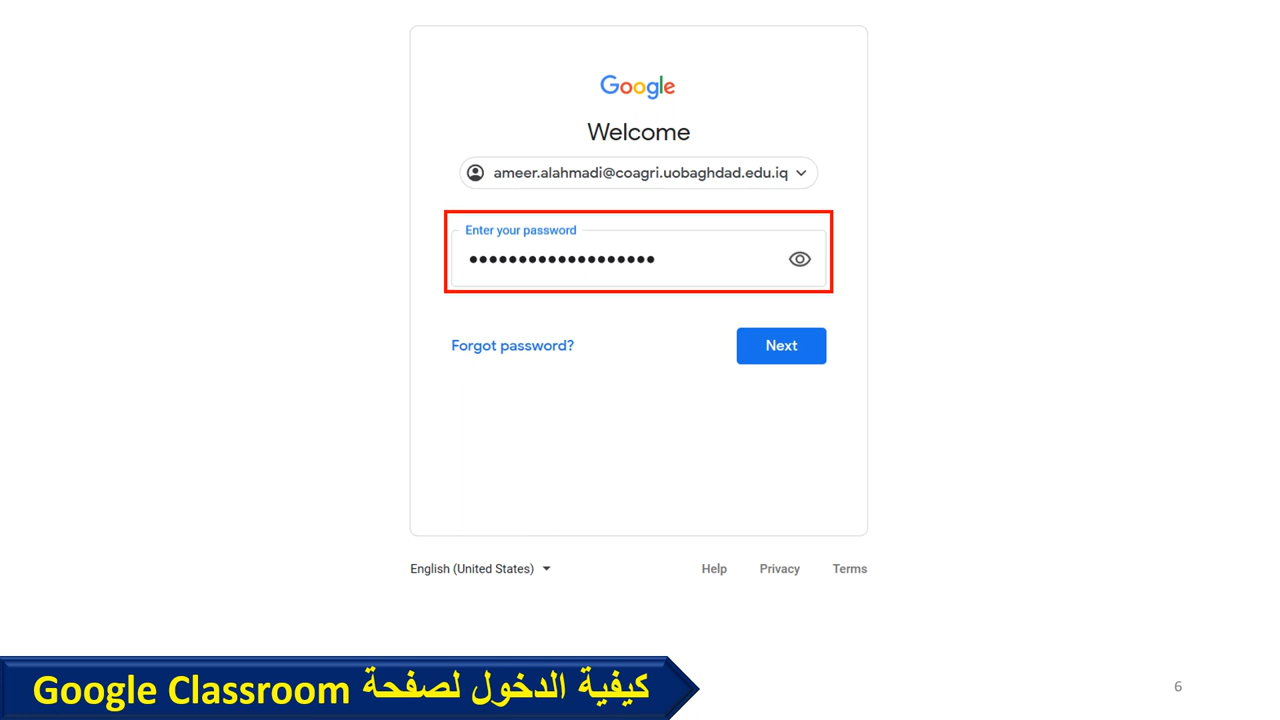 Google
Welcome
ameer.alahmadi@coagri.uobaghdad.edu.iq
Enter your password
•••••••••••••••••••
Forgot password?
Next
English (United States)
Help Privacy Terms
كيفية الدخول لصفحة Google Classroom
6